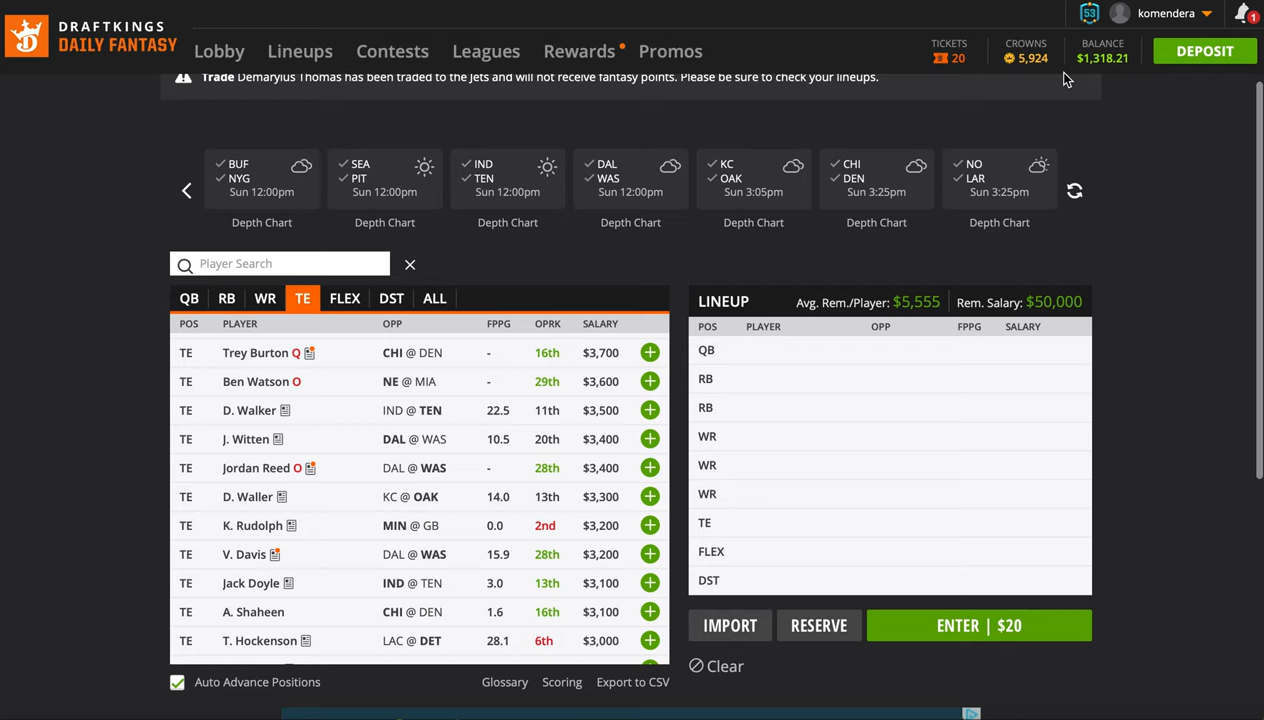 DRAFTKINGS
DAILY FANTASY
Lobby Lineups Contests Leagues Rewards Promos
53 komendera 1
TICKETS 20
CROWNS 5,924
BALANCE $1,318.21
DEPOSIT
Trade Demaryius Thomas has been traded to the Jets and will not receive fantasy points. Please be sure to check your lineups.
BUF NYG Sun 12:00pm Depth Chart
SEA PIT Sun 12:00pm Depth Chart
IND TEN Sun 12:00pm Depth Chart
DAL WAS Sun 12:00pm Depth Chart
KC OAK Sun 3:05pm Depth Chart
CHI DEN Sun 3:25pm Depth Chart
NO LAR Sun 3:25pm Depth Chart
Player Search
QB RB WR TE FLEX DST ALL
POS PLAYER OPP FPPG OPRK SALARY
TE Trey Burton Q CHI @ DEN - 16th $3,700
TE Ben Watson O NE @ MIA - 29th $3,600
TE D. Walker IND @ TEN 22.5 11th $3,500
TE J. Witten DAL @ WAS 10.5 20th $3,400
TE Jordan Reed O DAL @ WAS - 28th $3,400
TE D. Waller KC @ OAK 14.0 13th $3,300
TE K. Rudolph MIN @ GB 0.0 2nd $3,200
TE V. Davis DAL @ WAS 15.9 28th $3,200
TE Jack Doyle IND @ TEN 3.0 13th $3,100
TE A. Shaheen CHI @ DEN 1.6 16th $3,100
TE T. Hockenson LAC @ DET 28.1 6th $3,000
Auto Advance Positions Glossary Scoring Export to CSV
LINEUP Avg. Rem./Player: $5,555 Rem. Salary: $50,000
POS PLAYER OPP FPPG SALARY
QB
RB
RB
WR
WR
WR
TE
FLEX
DST
IMPORT RESERVE ENTER | $20
Clear